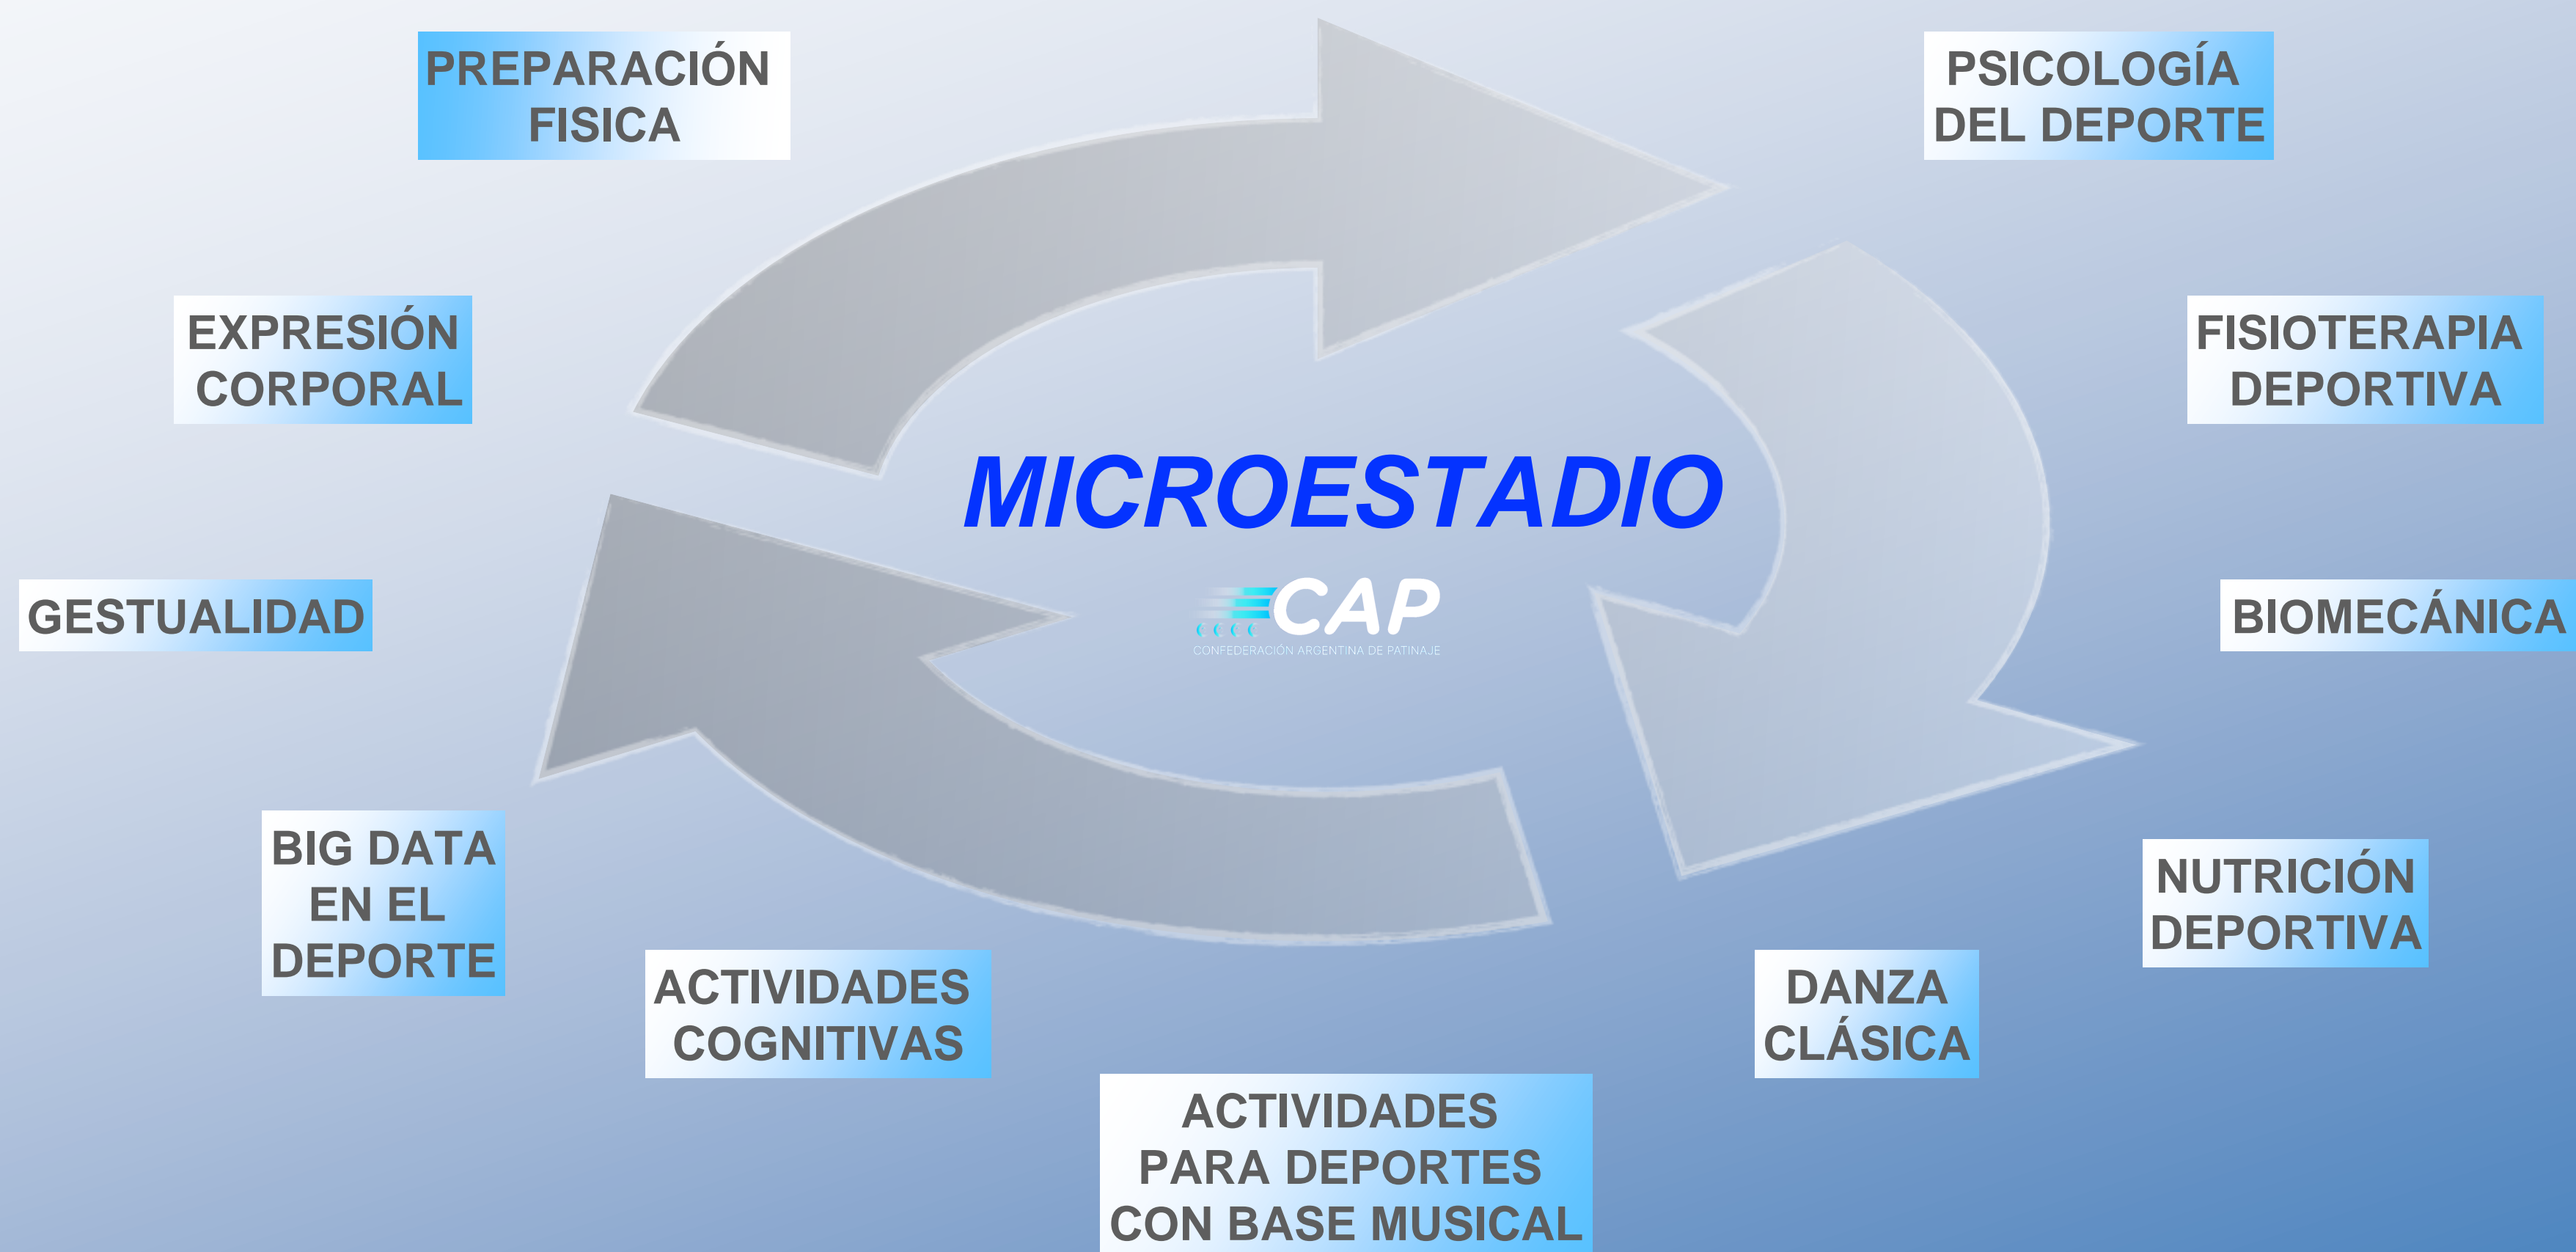 PREPARACIÓN
FISICA
PSICOLOGÍA
DEL DEPORTE
EXPRESIÓN
CORPORAL
FISIOTERAPIA
DEPORTIVA
MICROESTADIO
CAP
CONFEDERACIÓN ARGENTINA DE PATINAJE
GESTUALIDAD
BIOMECÁNICA
BIG DATA
EN EL
DEPORTE
NUTRICIÓN
DEPORTIVA
ACTIVIDADES
COGNITIVAS
DANZA
CLÁSICA
ACTIVIDADES
PARA DEPORTES
CON BASE MUSICAL